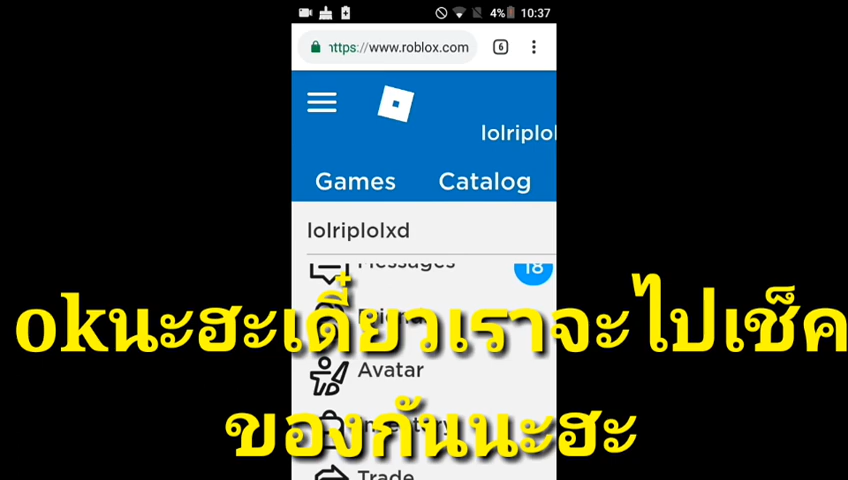 4% 10:37
https://www.roblox.com 6
lolriplol
Games Catalog
lolriplolxd
Messages 18
okนะฮะเดี๋ยวเราจะไปเช็ค
Avatar
ของกันนะฮะ
Trade